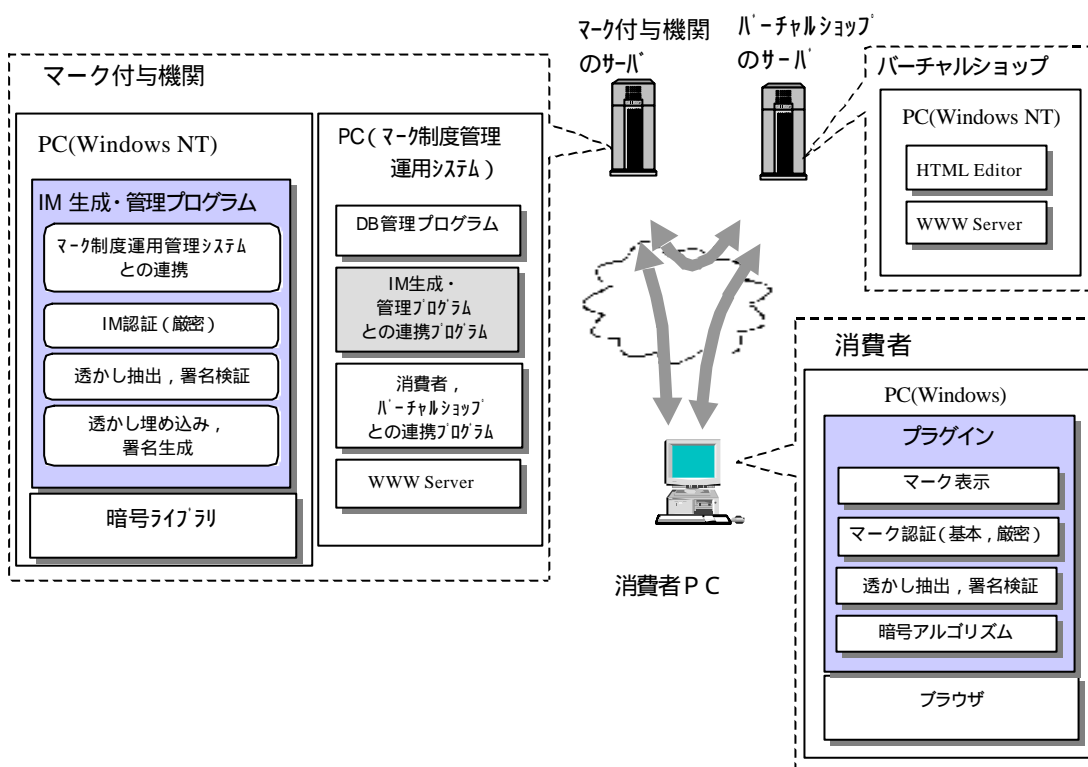 マーク付与機関
PC(Windows NT)
IM 生成・管理プログラム
ﾏｰｸ制度運用管理ｼｽﾃﾑ
との連携
IM認証(厳密)
透かし抽出,署名検証
透かし埋め込み,
署名生成
暗号ﾗｲﾌﾞﾗﾘ
PC(ﾏｰｸ制度管理
運用ｼｽﾃﾑ)
DB管理プログラム
IM生成・
管理ﾌﾟﾛｸﾞﾗﾑ
との連携ﾌﾟﾛｸﾞﾗﾑ
消費者,
ﾊﾞｰﾁｬﾙｼｮｯﾌﾟ
との連携ﾌﾟﾛｸﾞﾗﾑ
WWW Server
ﾏｰｸ付与機関
のｻｰﾊﾞ
ﾊﾞｰﾁｬﾙｼｮｯﾌﾟ
のｻｰﾊﾞ
バーチャルショップ
PC(Windows NT)
HTML Editor
WWW Server
消費者PC
消費者
PC(Windows)
プラグイン
マーク表示
マーク認証(基本,厳密)
透かし抽出,署名検証
暗号アルゴリズム
ブラウザ